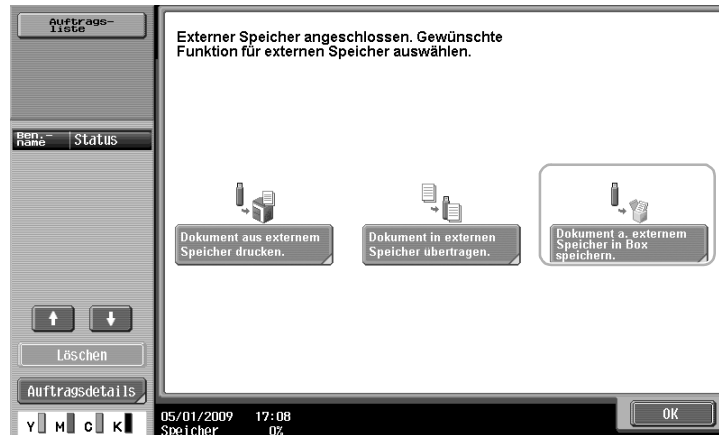 Auftrags-
liste
Externer Speicher angeschlossen. Gewünschte
Funktion für externen Speicher auswählen.
Ben.-
name
Status
Dokument aus externem
Speicher drucken.
Dokument in externen
Speicher übertragen.
Dokument a. externem
Speicher in Box
speichern.
Löschen
Auftragsdetails
Y M C K
05/01/2009 17:08
Speicher 0%
OK